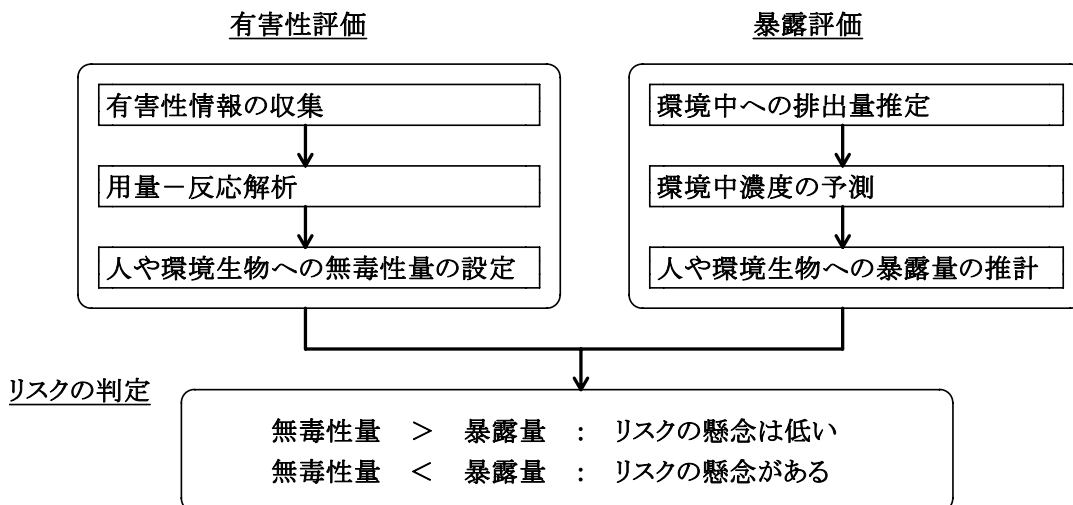 有害性評価
有害性情報の収集
用量－反応解析
人や環境生物への無毒性量の設定
暴露評価
環境中への排出量推定
環境中濃度の予測
人や環境生物への暴露量の推計
リスクの判定
無毒性量 > 暴露量 : リスクの懸念は低い
無毒性量 < 暴露量 : リスクの懸念がある